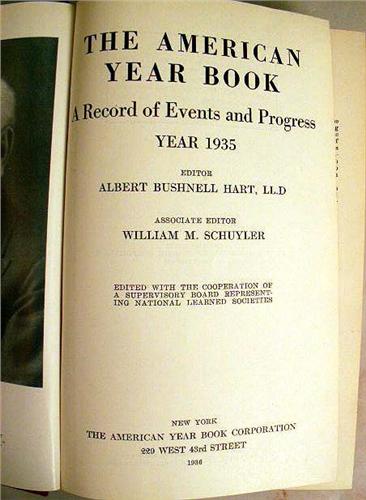 THE AMERICAN
YEAR BOOK
A Record of Events and Progress
YEAR 1935
EDITOR
ALBERT BUSHNELL HART, LL.D
ASSOCIATE EDITOR
WILLIAM M. SCHUYLER
EDITED WITH THE COOPERATION OF
A SUPERVISORY BOARD REPRESENT-
ING NATIONAL LEARNED SOCIETIES
NEW YORK
THE AMERICAN YEAR BOOK CORPORATION
229 WEST 43rd STREET
1936